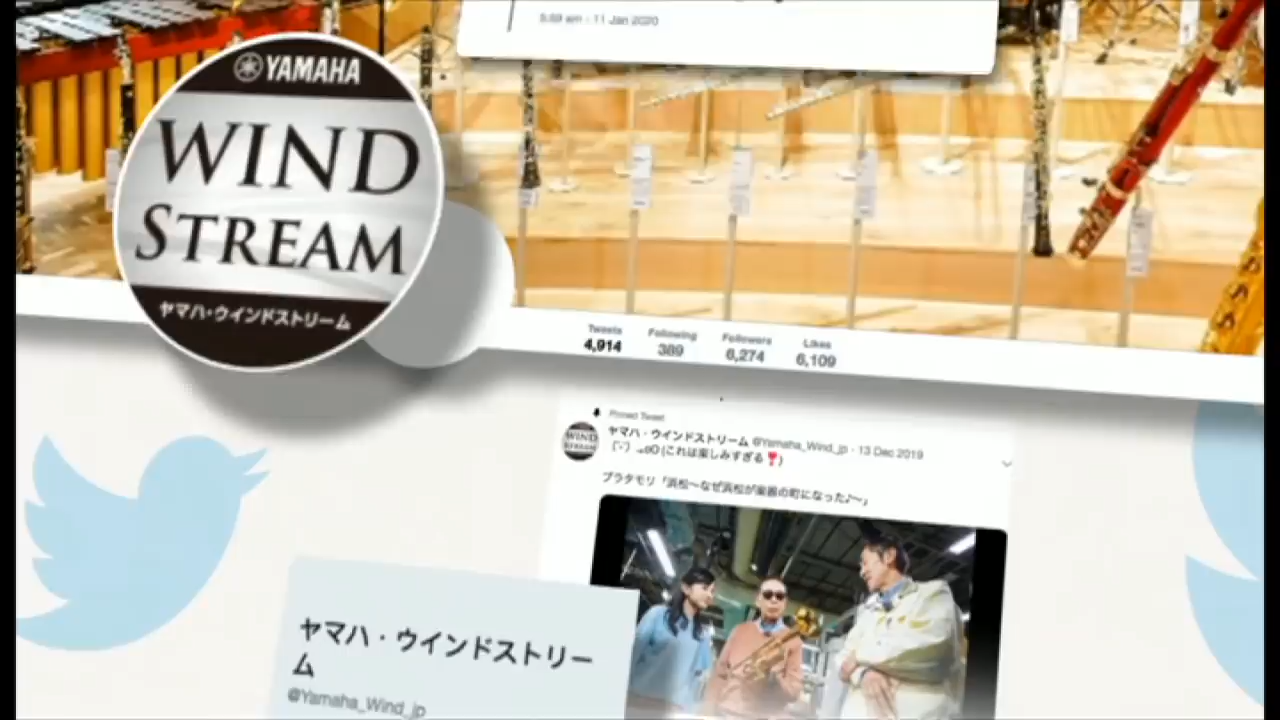 5:59 am - 11 Jan 2020
YAMAHA
WIND
STREAM
ヤマハ・ウインドストリーム
Tweets Following Followers Likes
4,914 389 6,274 6,109
Pinned Tweet
WIND
STREAM
ヤマハ・ウインドストリーム @Yamaha_Wind_jp · 13 Dec 2019
(これは楽しみすぎる❣)
ブラタモリ「浜松〜なぜ浜松が楽器の町になった♪〜」
ヤマハ・ウインドストリー
ム
@Yamaha_Wind_jp